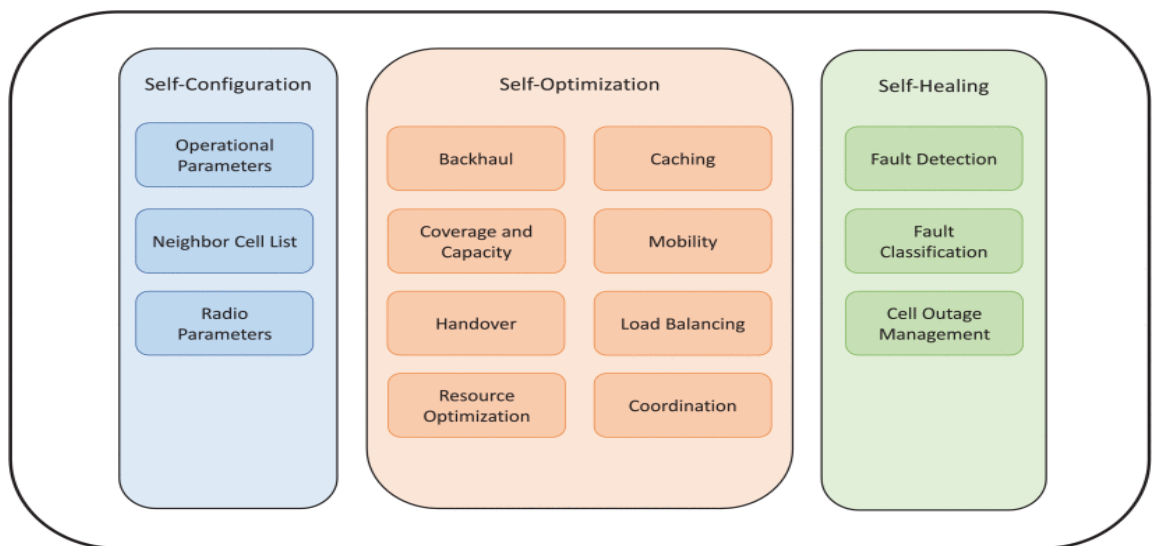 Self-Configuration
Operational
Parameters
Neighbor Cell List
Radio
Parameters
Self-Optimization
Backhaul
Caching
Coverage and
Capacity
Mobility
Handover
Load Balancing
Resource
Optimization
Coordination
Self-Healing
Fault Detection
Fault
Classification
Cell Outage
Management